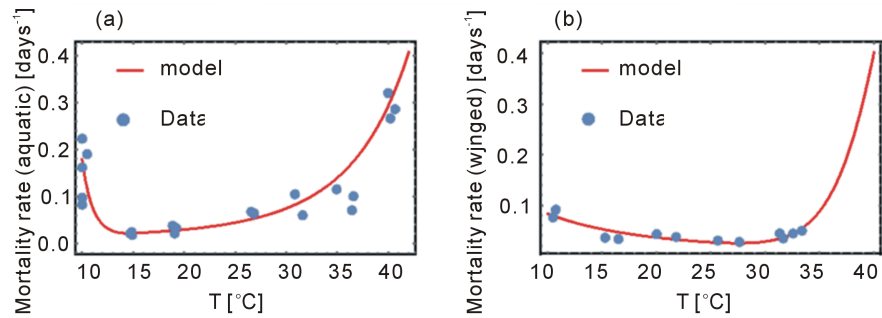 (a)
Mortality rate (aquatic) [days⁻¹]
0.4
0.3
0.2
0.1
0.0
model
Data
10 15 20 25 30 35 40
T [°C]
(b)
Mortality rate (wjnged) [days⁻¹]
0.4
0.3
0.2
0.1
model
Data
10 15 20 25 30 35 40
T [°C]